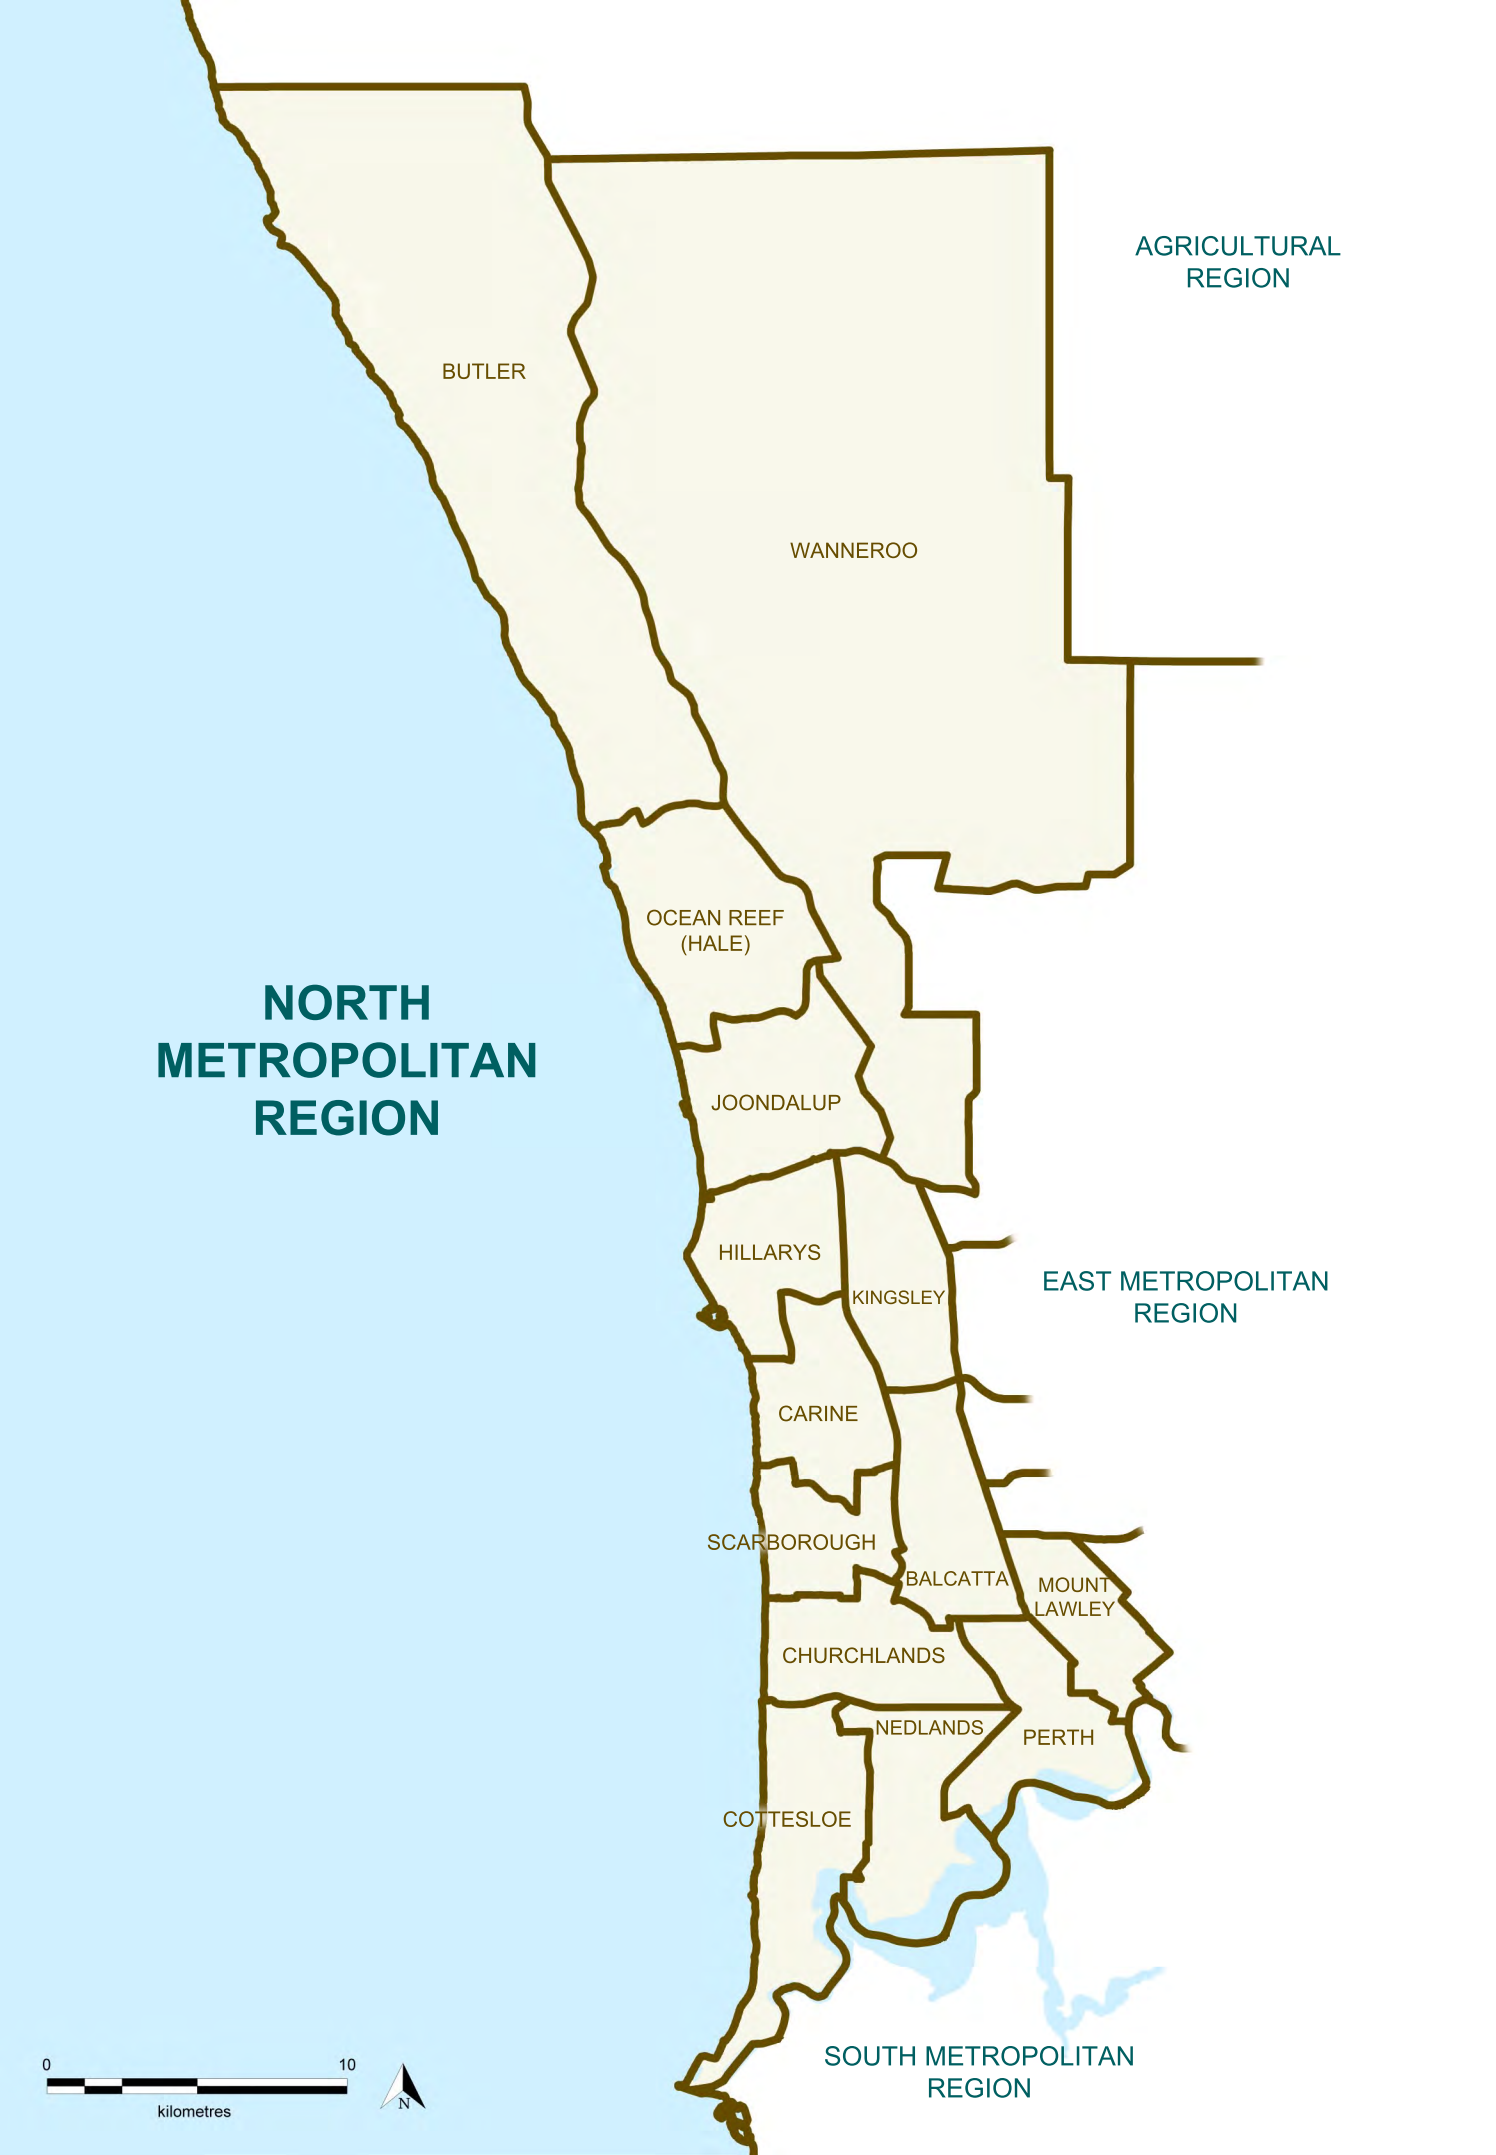 AGRICULTURAL
REGION
BUTLER
WANNEROO
OCEAN REEF
(HALE)
NORTH
METROPOLITAN
REGION
JOONDALUP
HILLARYS
KINGSLEY
EAST METROPOLITAN
REGION
CARINE
SCARBOROUGH
BALCATTA
MOUNT
LAWLEY
CHURCHLANDS
NEDLANDS
PERTH
COTTESLOE
SOUTH METROPOLITAN
REGION
0 10
kilometres
N